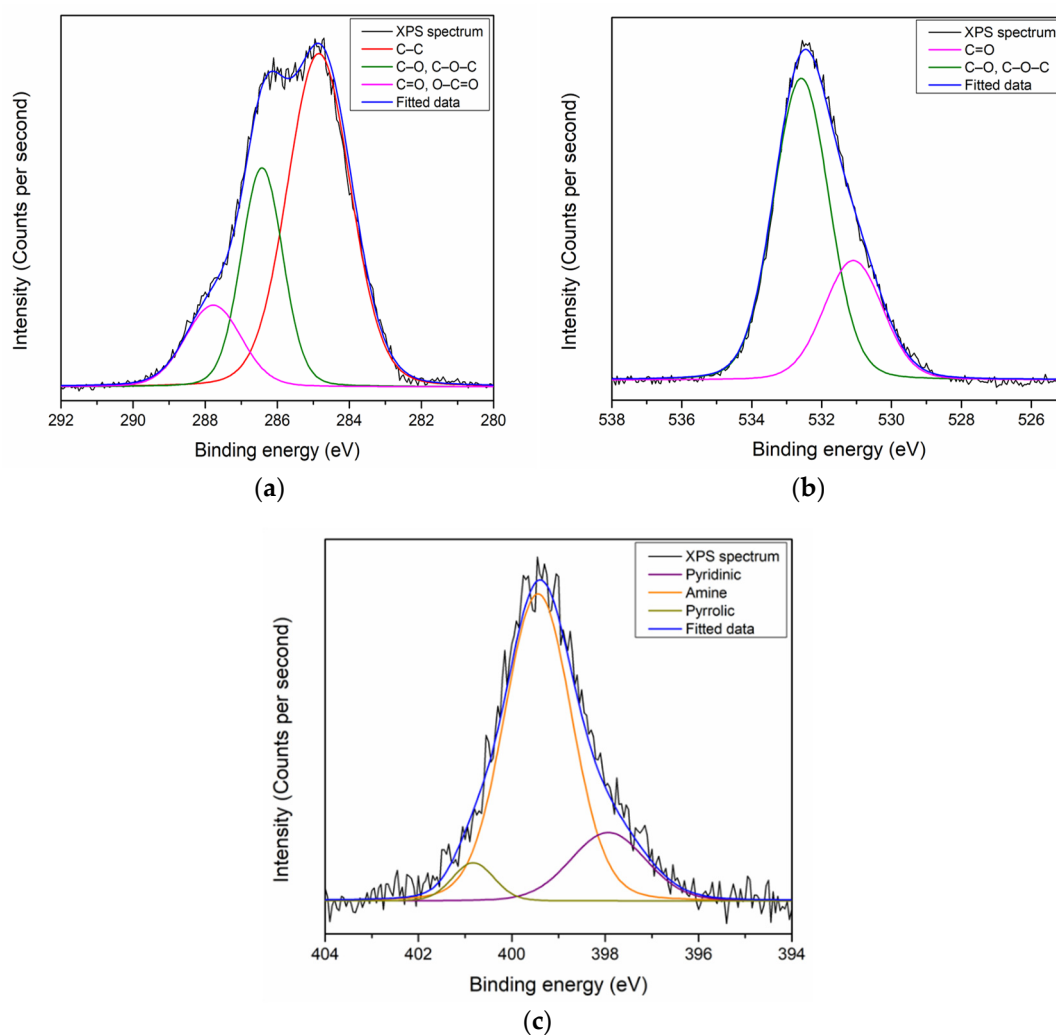 XPS spectrum
C–C
C–O, C–O–C
C=O, O–C=O
Fitted data
Intensity (Counts per second)
292 290 288 286 284 282 280
Binding energy (eV)
(a)
XPS spectrum
C=O
C–O, C–O–C
Fitted data
Intensity (Counts per second)
538 536 534 532 530 528 526
Binding energy (eV)
(b)
XPS spectrum
Pyridinic
Amine
Pyrrolic
Fitted data
Intensity (Counts per second)
404 402 400 398 396 394
Binding energy (eV)
(c)